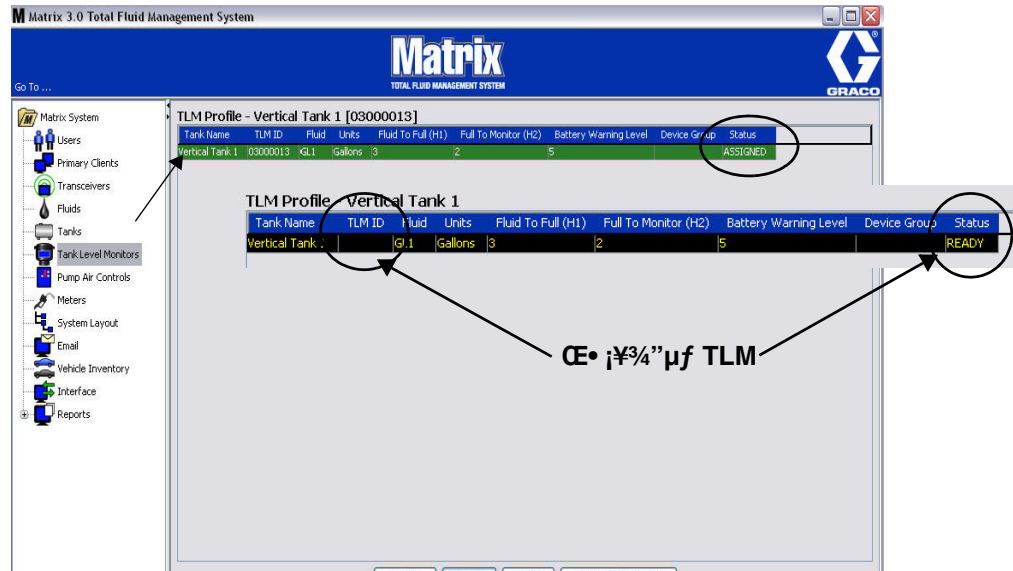 Matrix 3.0 Total Fluid Management System
Matrix
TOTAL FLUID MANAGEMENT SYSTEM
Go To ...
GRACO
Matrix System
Users
Primary Clients
Transceivers
Fluids
Tanks
Tank Level Monitors
Pump Air Controls
Meters
System Layout
Email
Vehicle Inventory
Interface
Reports
TLM Profile - Vertical Tank 1 [03000013]
Tank Name TLM ID Fluid Units Fluid To Full (H1) Full To Monitor (H2) Battery Warning Level Device Group Status
Vertical Tank 1 03000013 GL1 Gallons 3 2 5 ASSIGNED
TLM Profile - Vertical Tank 1
Tank Name TLM ID Fluid Units Fluid To Full (H1) Full To Monitor (H2) Battery Warning Level Device Group Status
Vertical Tank GL1 Gallons 3 2 5 READY
Œ• ¡¥¾”µƒ TLM